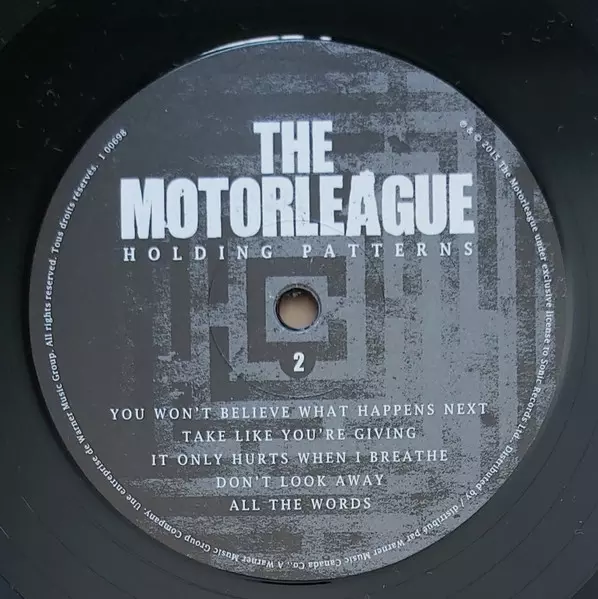 THE
MOTORLEAGUE
HOLDING PATTERNS
2
YOU WON'T BELIEVE WHAT HAPPENS NEXT
TAKE LIKE YOU'RE GIVING
IT ONLY HURTS WHEN I BREATHE
DON'T LOOK AWAY
ALL THE WORDS
℗ & © 2015 The Motorleague under exclusive license to Sonic Records Ltd. Distributed by / distribué par Warner Music Canada Co., A Warner Music Group Company. Une entreprise de Warner Music Group. All rights reserved. Tous droits réservés. 1 00698